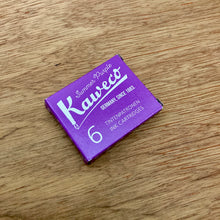 Summer Purple
Kaweco
GERMANY, SINCE 1883
6
TINTENPATRONEN
INK CARTRIDGES